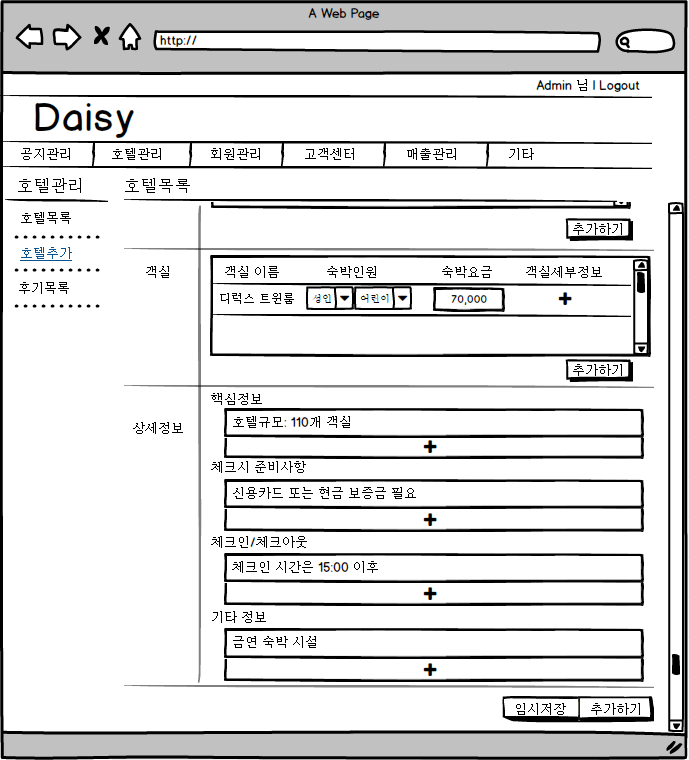 A Web Page
http://
Admin 님 | Logout
Daisy
공지관리 호텔관리 회원관리 고객센터 매출관리 기타
호텔관리
호텔목록
호텔추가
후기목록
호텔목록
추가하기
객실
객실 이름 숙박인원 숙박요금 객실세부정보
디럭스 트윈룸 성인 어린이 70,000 +
추가하기
상세정보
핵심정보
호텔규모: 110개 객실
+
체크시 준비사항
신용카드 또는 현금 보증금 필요
+
체크인/체크아웃
체크인 시간은 15:00 이후
+
기타 정보
금연 숙박 시설
+
임시저장 추가하기